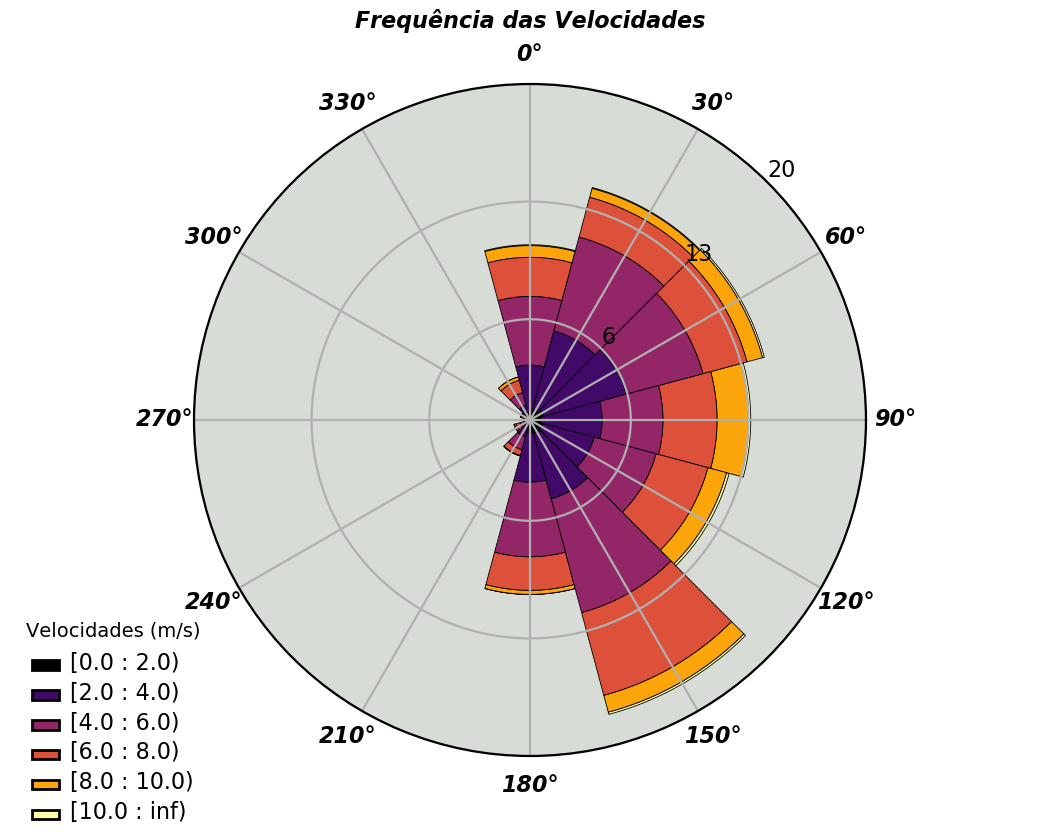 Frequência das Velocidades
0°
330°
30°
20
300°
60°
13
6
270°
90°
240°
120°
210°
150°
180°
Velocidades (m/s)
[0.0 : 2.0)
[2.0 : 4.0)
[4.0 : 6.0)
[6.0 : 8.0)
[8.0 : 10.0)
[10.0 : inf)